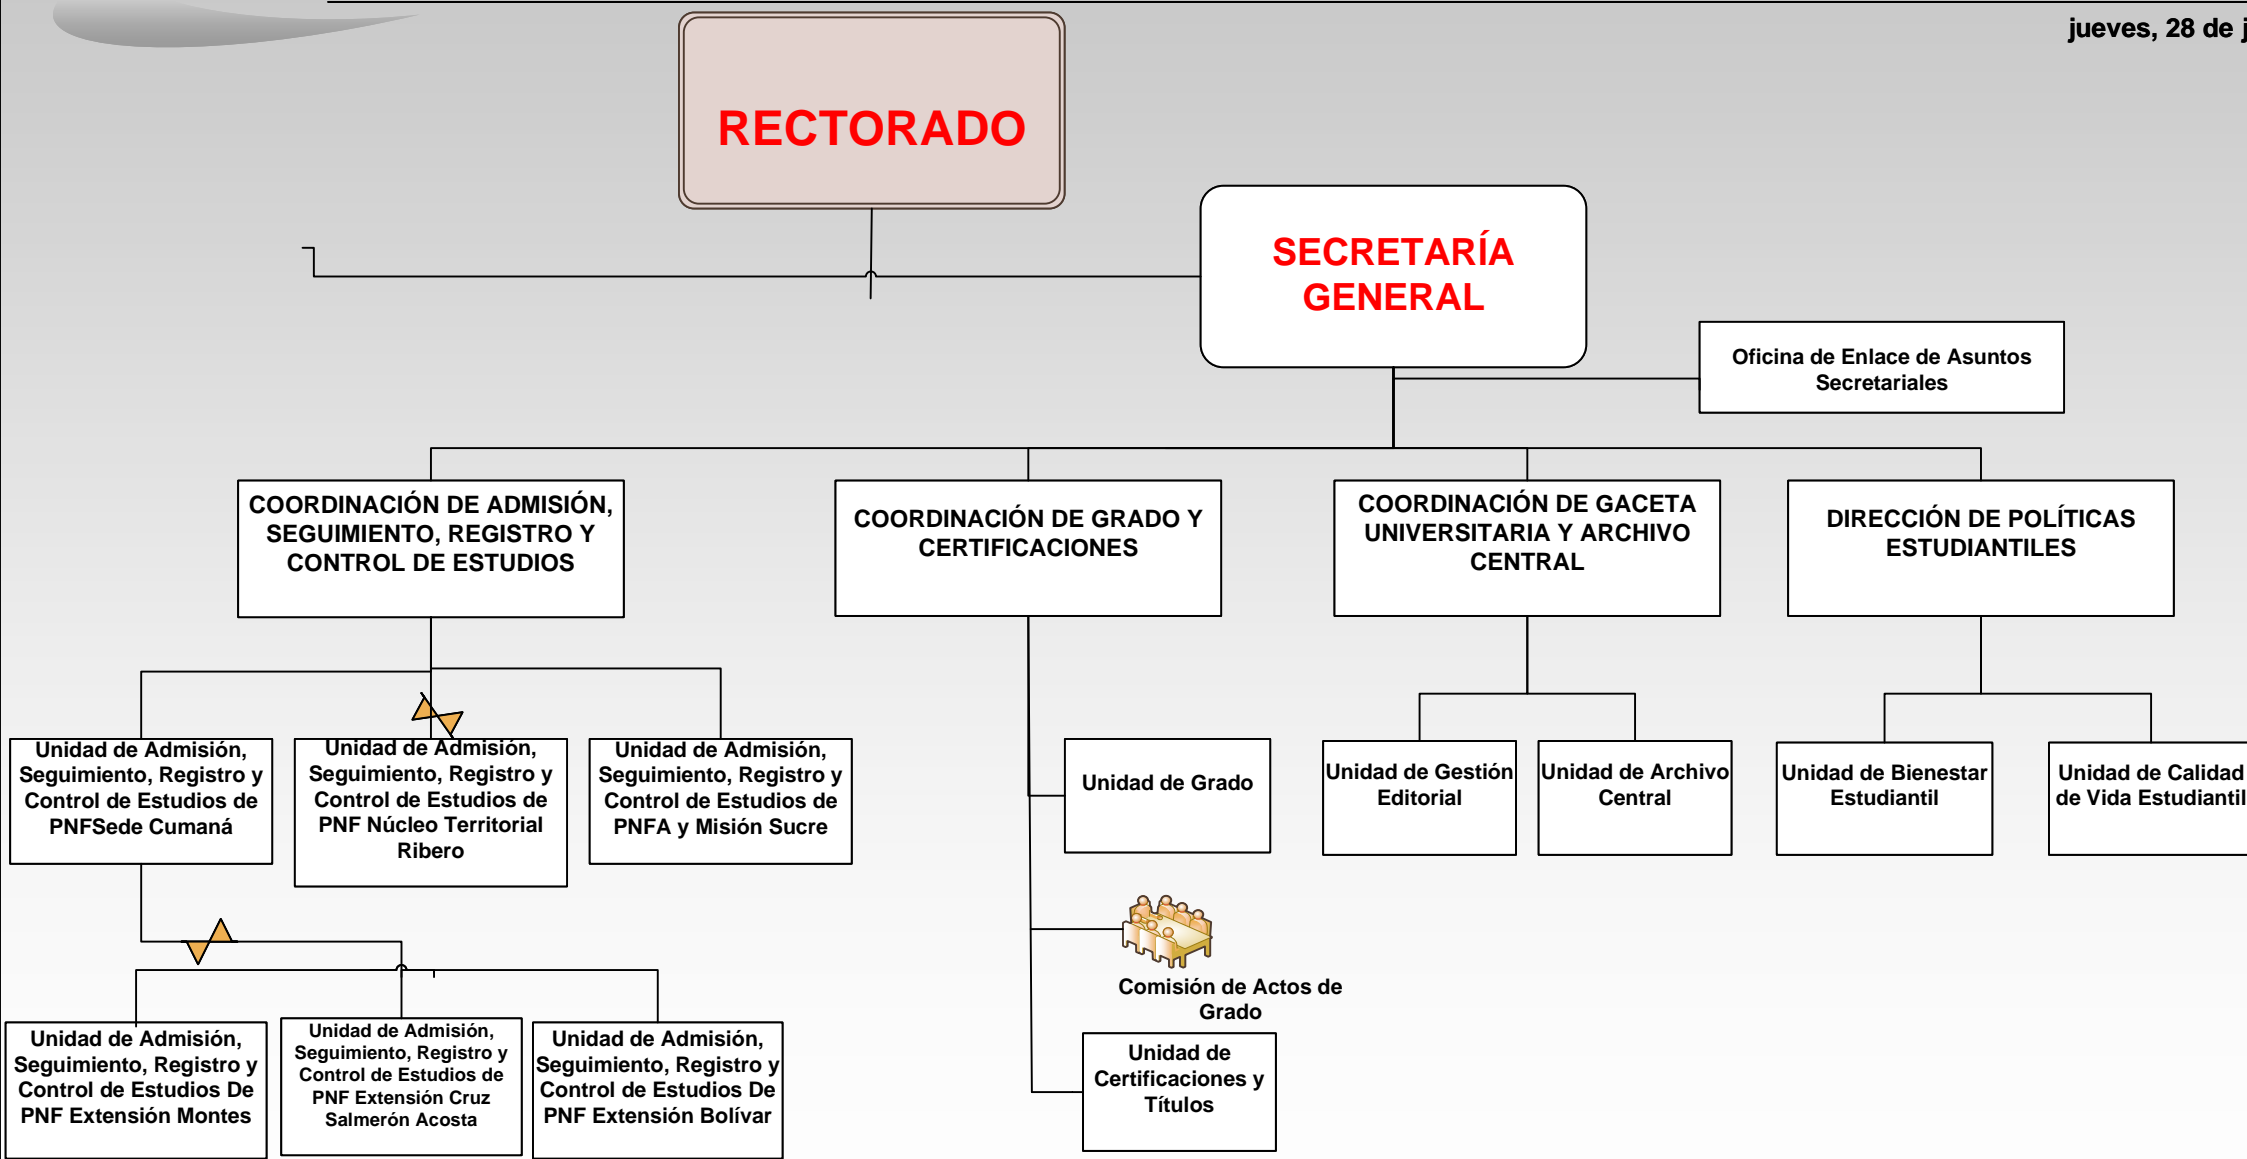 jueves, 28 de j
RECTORADO
SECRETARÍA
GENERAL
Oficina de Enlace de Asuntos
Secretariales
COORDINACIÓN DE ADMISIÓN,
SEGUIMIENTO, REGISTRO Y
CONTROL DE ESTUDIOS
COORDINACIÓN DE GRADO Y
CERTIFICACIONES
COORDINACIÓN DE GACETA
UNIVERSITARIA Y ARCHIVO
CENTRAL
DIRECCIÓN DE POLÍTICAS
ESTUDIANTILES
Unidad de Admisión,
Seguimiento, Registro y
Control de Estudios de
PNFSede Cumaná
Unidad de Admisión,
Seguimiento, Registro y
Control de Estudios de
PNF Núcleo Territorial
Ribero
Unidad de Admisión,
Seguimiento, Registro y
Control de Estudios de
PNFA y Misión Sucre
Unidad de Grado
Unidad de Gestión
Editorial
Unidad de Archivo
Central
Unidad de Bienestar
Estudiantil
Unidad de Calidad
de Vida Estudiantil
Comisión de Actos de
Grado
Unidad de Admisión,
Seguimiento, Registro y
Control de Estudios De
PNF Extensión Montes
Unidad de Admisión,
Seguimiento, Registro y
Control de Estudios de
PNF Extensión Cruz
Salmerón Acosta
Unidad de Admisión,
Seguimiento, Registro y
Control de Estudios De
PNF Extensión Bolívar
Unidad de
Certificaciones y
Títulos